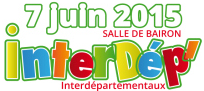 7 juin 2015
SALLE DE BAIRON
interDép'
Interdépartementaux